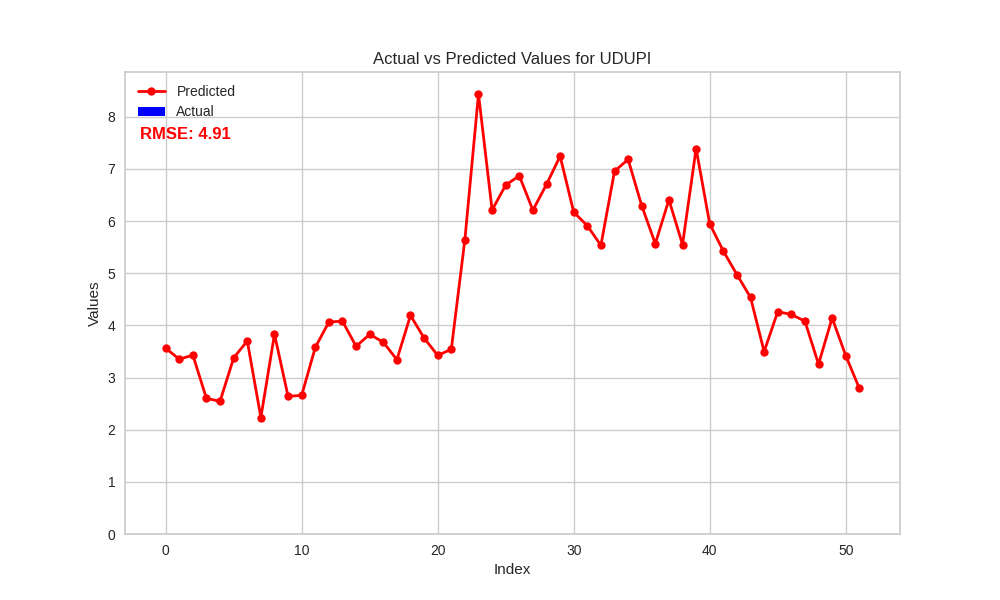 Actual vs Predicted Values for UDUPI
Predicted
Actual
RMSE: 4.91
Values
8
7
6
5
4
3
2
1
0
0 10 20 30 40 50
Index